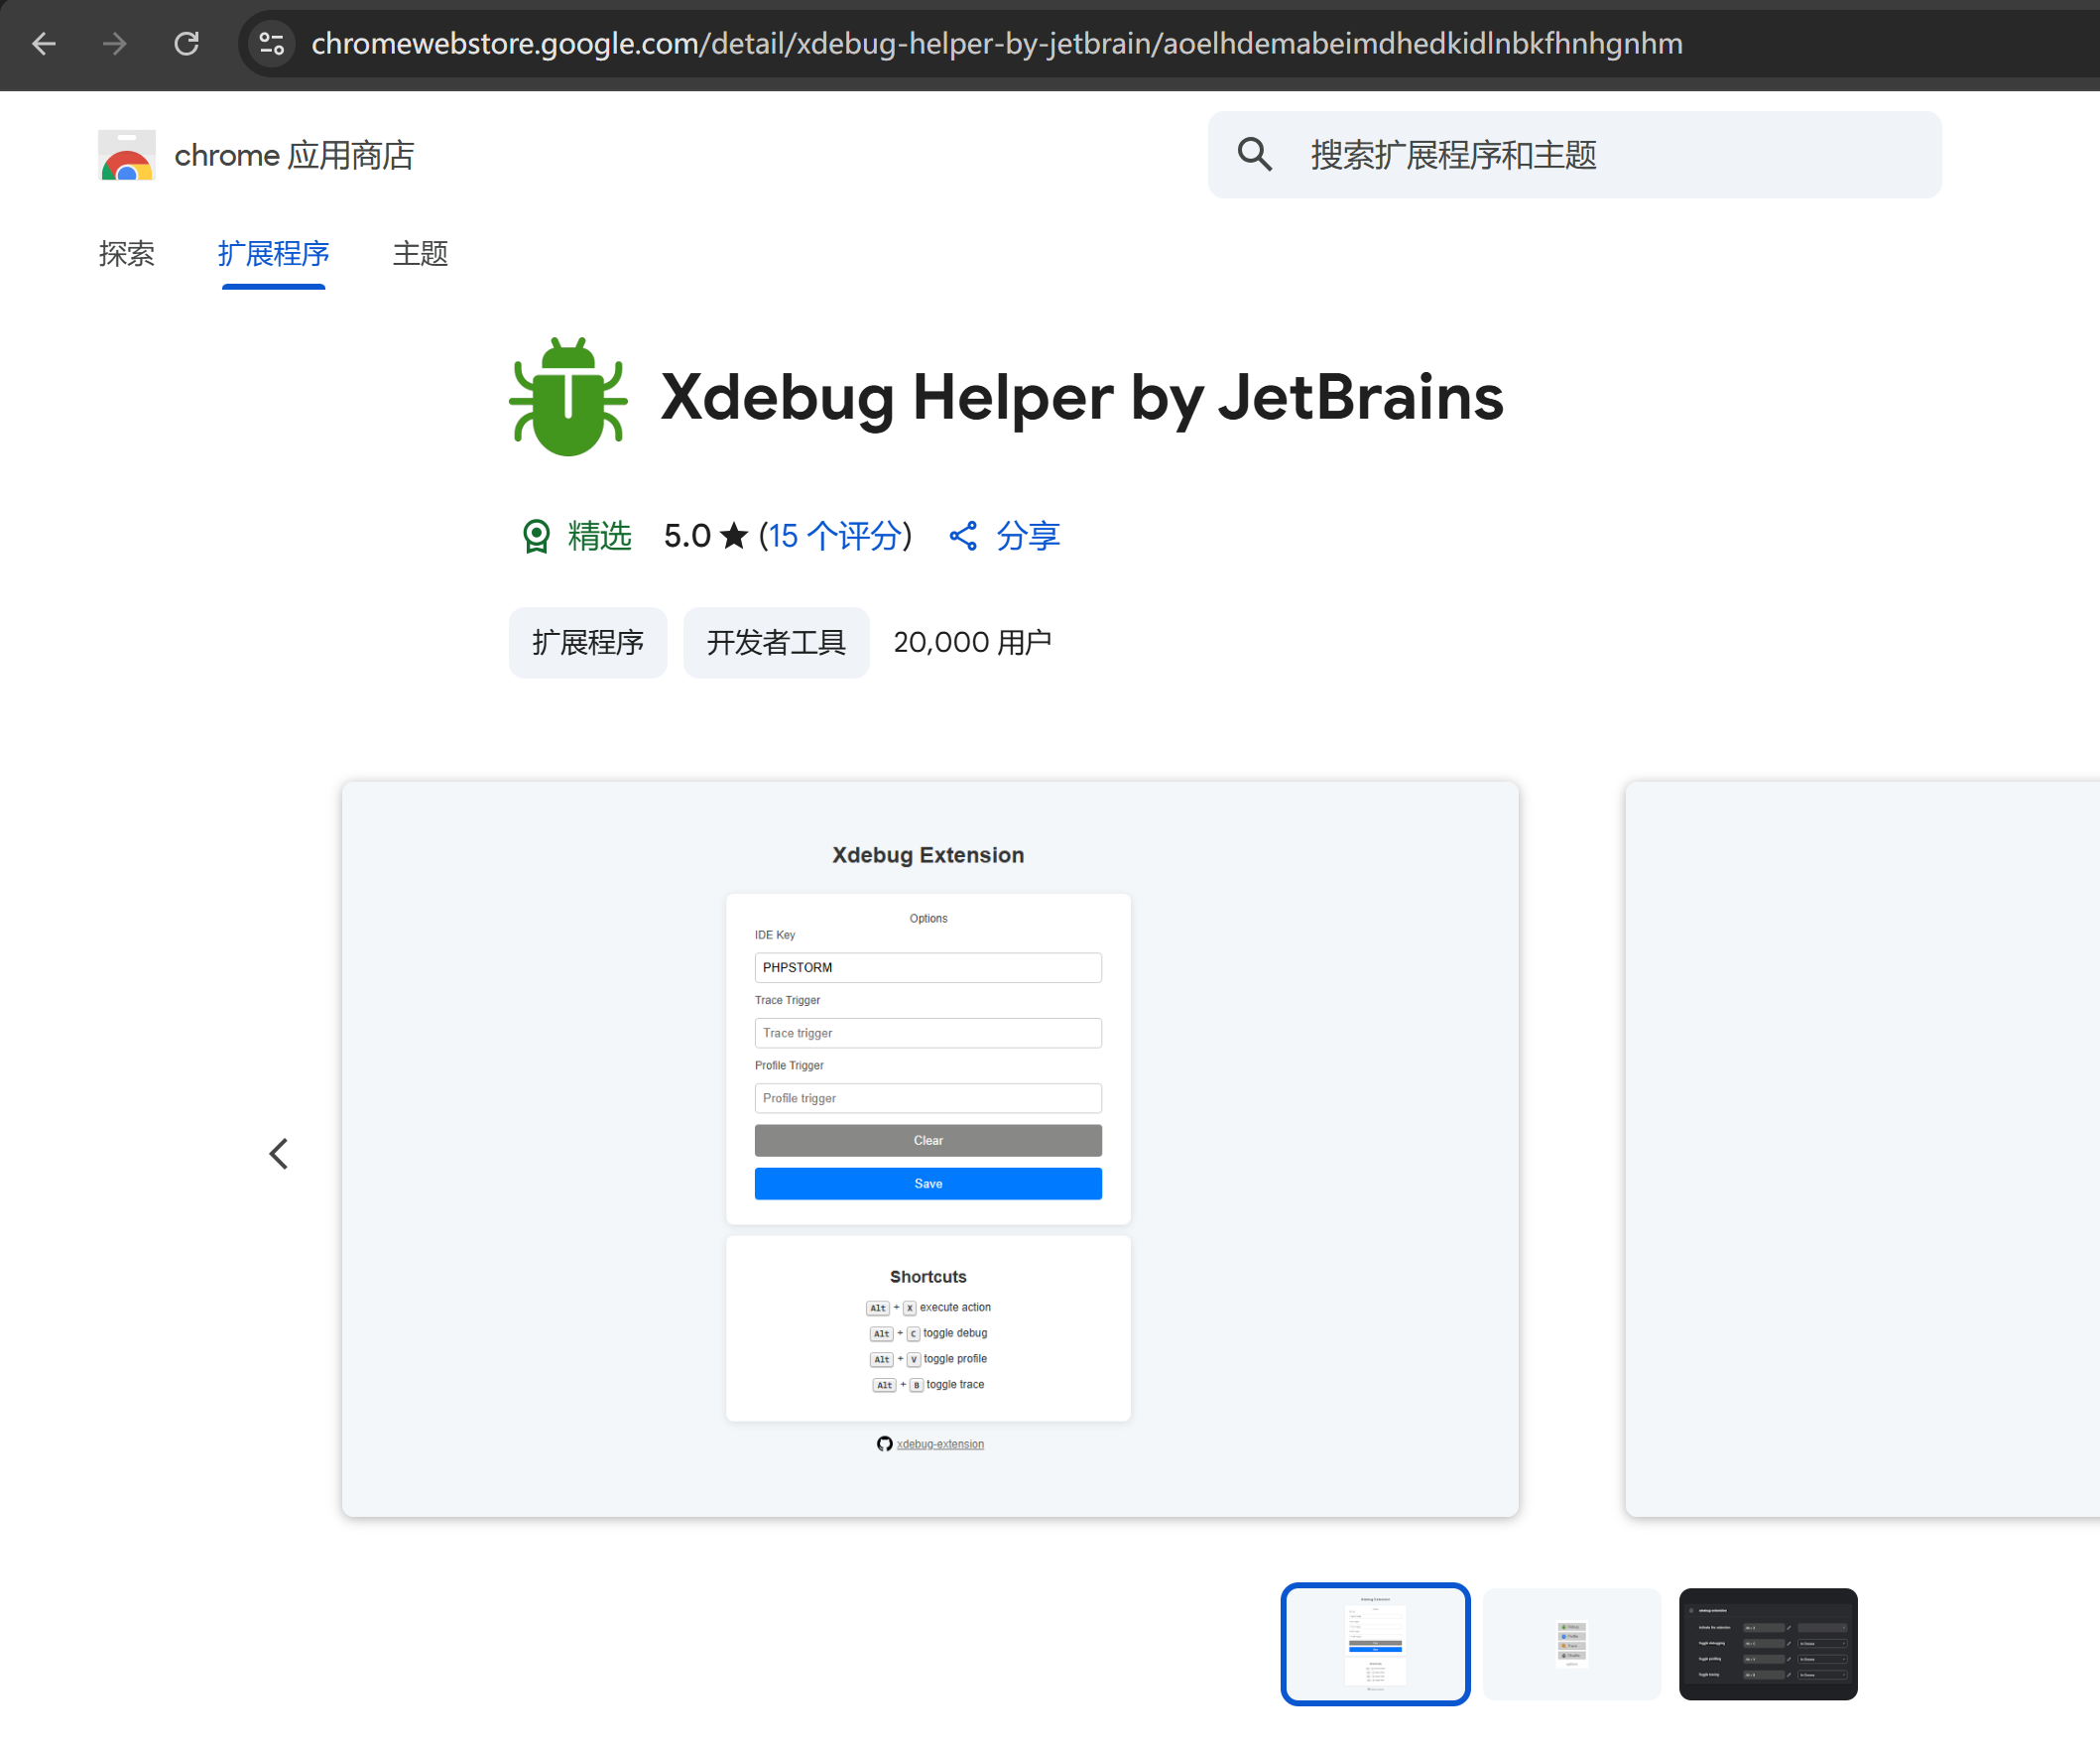 chromewebstore.google.com/detail/xdebug-helper-by-jetbrain/aoelhdemabeimdhedkidlnbkfhnhgnhm
chrome 应用商店
搜索扩展程序和主题
探索 扩展程序 主题
Xdebug Helper by JetBrains
精选 5.0 ★ (15 个评分) 分享
扩展程序 开发者工具 20,000 用户
Xdebug Extension
Options
IDE Key
PHPSTORM
Trace Trigger
Trace trigger
Profile Trigger
Profile trigger
Clear
Save
Shortcuts
Alt + X execute action
Alt + C toggle debug
Alt + V toggle profile
Alt + B toggle trace
xdebug-extension